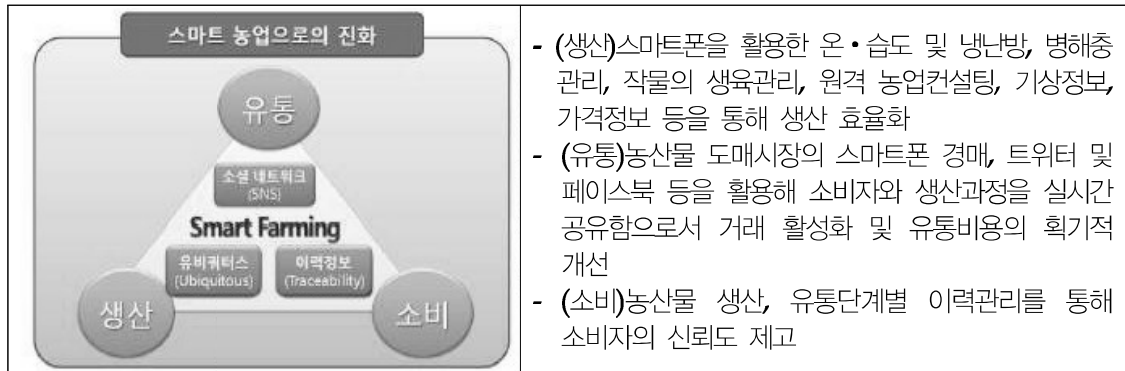 스마트 농업으로의 진화
유통
소셜 네트워크
(SNS)
Smart Farming
유비쿼터스
(Ubiquitous)
이력정보
(Traceability)
생산
소비
- (생산)스마트폰을 활용한 온・습도 및 냉난방, 병해충
관리, 작물의 생육관리, 원격 농업컨설팅, 기상정보,
가격정보 등을 통해 생산 효율화
- (유통)농산물 도매시장의 스마트폰 경매, 트위터 및
페이스북 등을 활용해 소비자와 생산과정을 실시간
공유함으로서 거래 활성화 및 유통비용의 획기적
개선
- (소비)농산물 생산, 유통단계별 이력관리를 통해
소비자의 신뢰도 제고